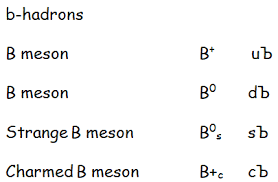 b-hadrons
B meson B⁺ ub
B meson B⁰ db
Strange B meson B⁰ₛ sb
Charmed B meson B+c cb